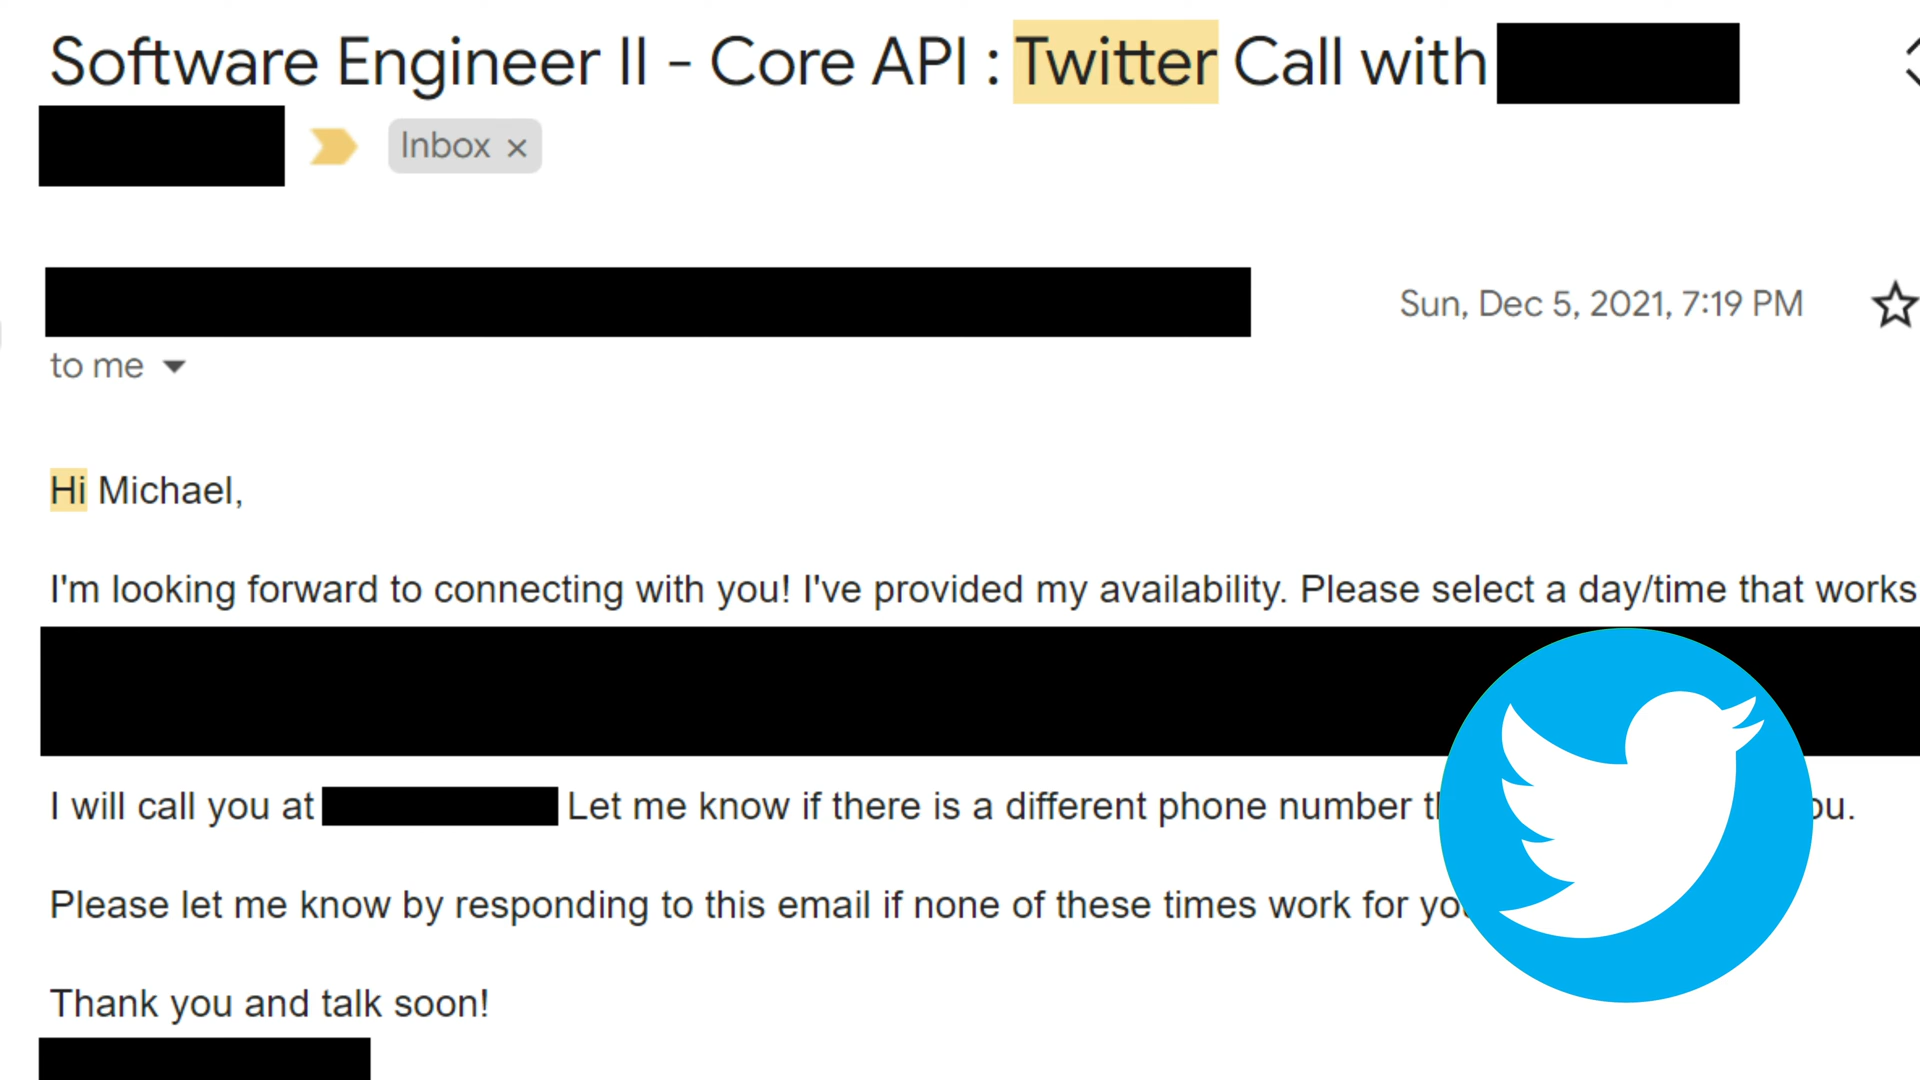 Software Engineer II - Core API : Twitter Call with
Inbox ×
Sun, Dec 5, 2021, 7:19 PM
to me
Hi Michael,
I'm looking forward to connecting with you! I've provided my availability. Please select a day/time that works
I will call you at Let me know if there is a different phone number
Please let me know by responding to this email if none of these times work for
Thank you and talk soon!